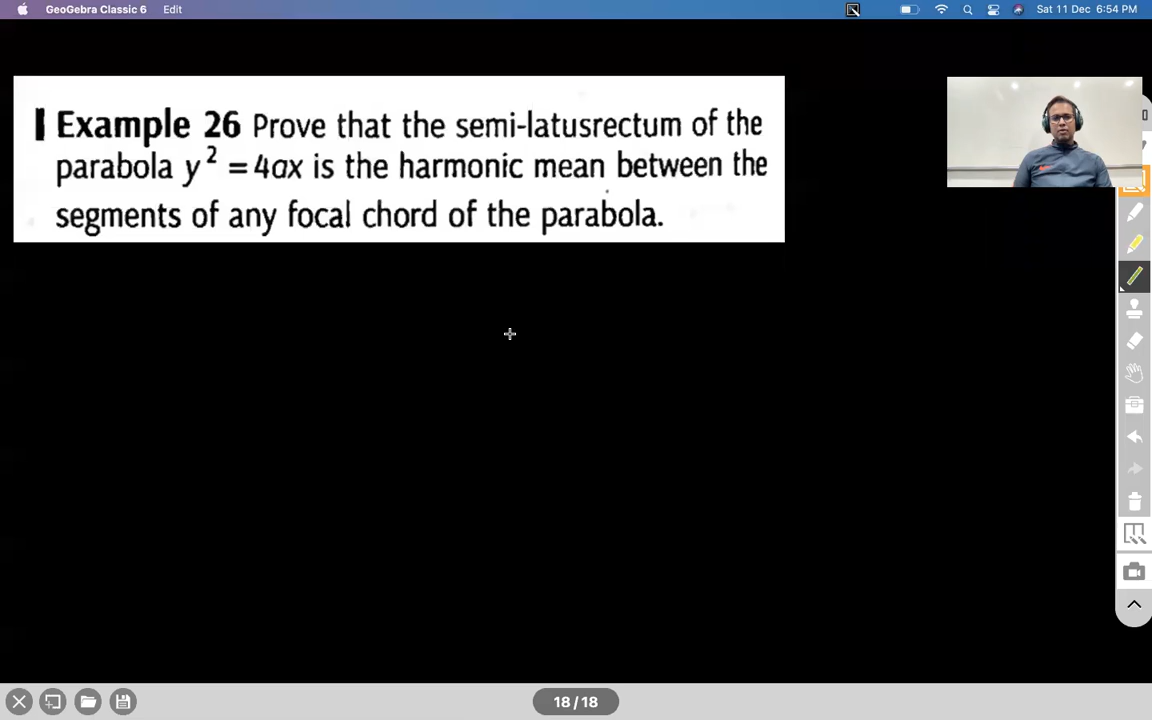 GeoGebra Classic 6 Edit Sat 11 Dec 6:54 PM
Example 26 Prove that the semi-latusrectum of the
parabola y² = 4ax is the harmonic mean between the
segments of any focal chord of the parabola.
18 / 18